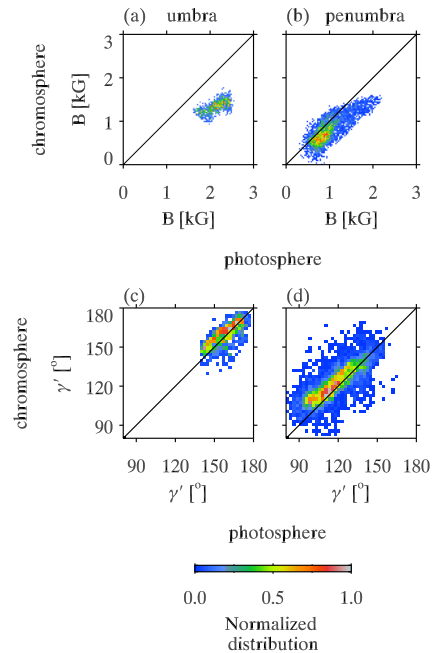 (a) umbra (b) penumbra
3
2
1
0
chromosphere
B [kG]
0 1 2 3 0 1 2 3
B [kG] B [kG]
photosphere
(c) (d)
180
150
120
90
chromosphere
γ′ [o]
90 120 150 180 90 120 150 180
γ′ [o] γ′ [o]
photosphere
0.0 0.5 1.0
Normalized
distribution